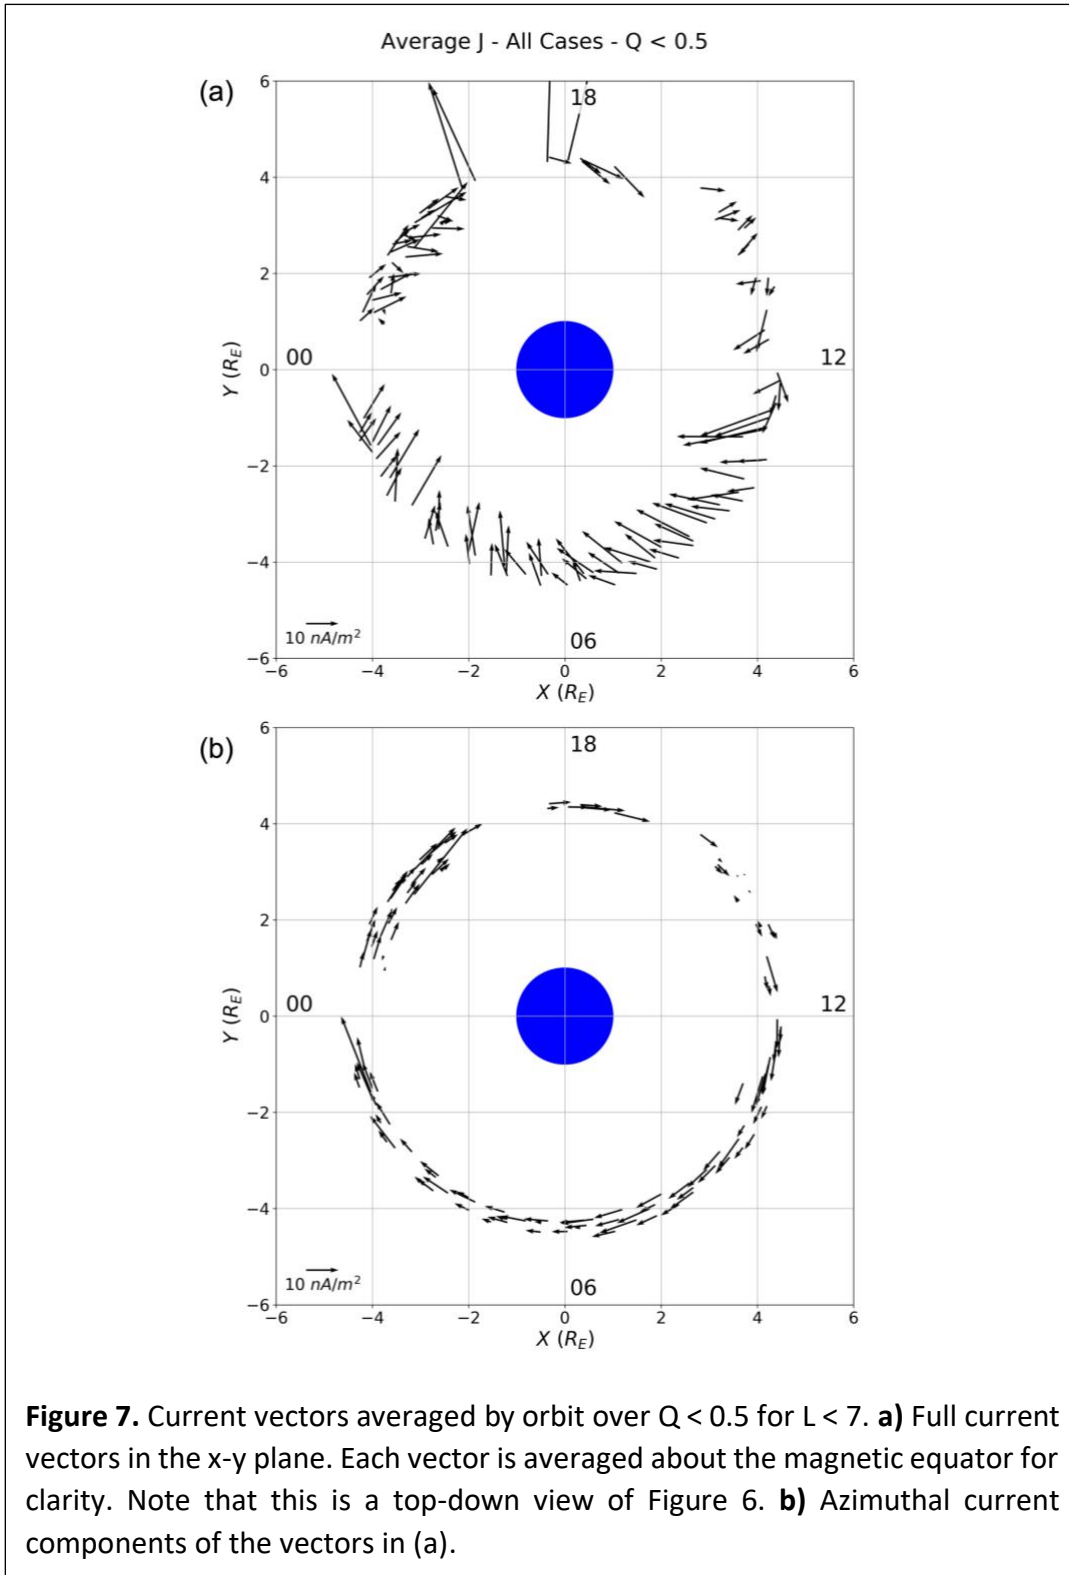 Average J - All Cases - Q < 0.5
(a)
6
18
4
2
Y (R_E)
00
0
12
−2
−4
10 nA/m²
06
−6
−6 −4 −2 0 2 4 6
X (R_E)
(b)
6
18
4
2
Y (R_E)
00
0
12
−2
−4
10 nA/m²
06
−6
−6 −4 −2 0 2 4 6
X (R_E)
Figure 7. Current vectors averaged by orbit over Q < 0.5 for L < 7. a) Full current
vectors in the x-y plane. Each vector is averaged about the magnetic equator for
clarity. Note that this is a top-down view of Figure 6. b) Azimuthal current
components of the vectors in (a).